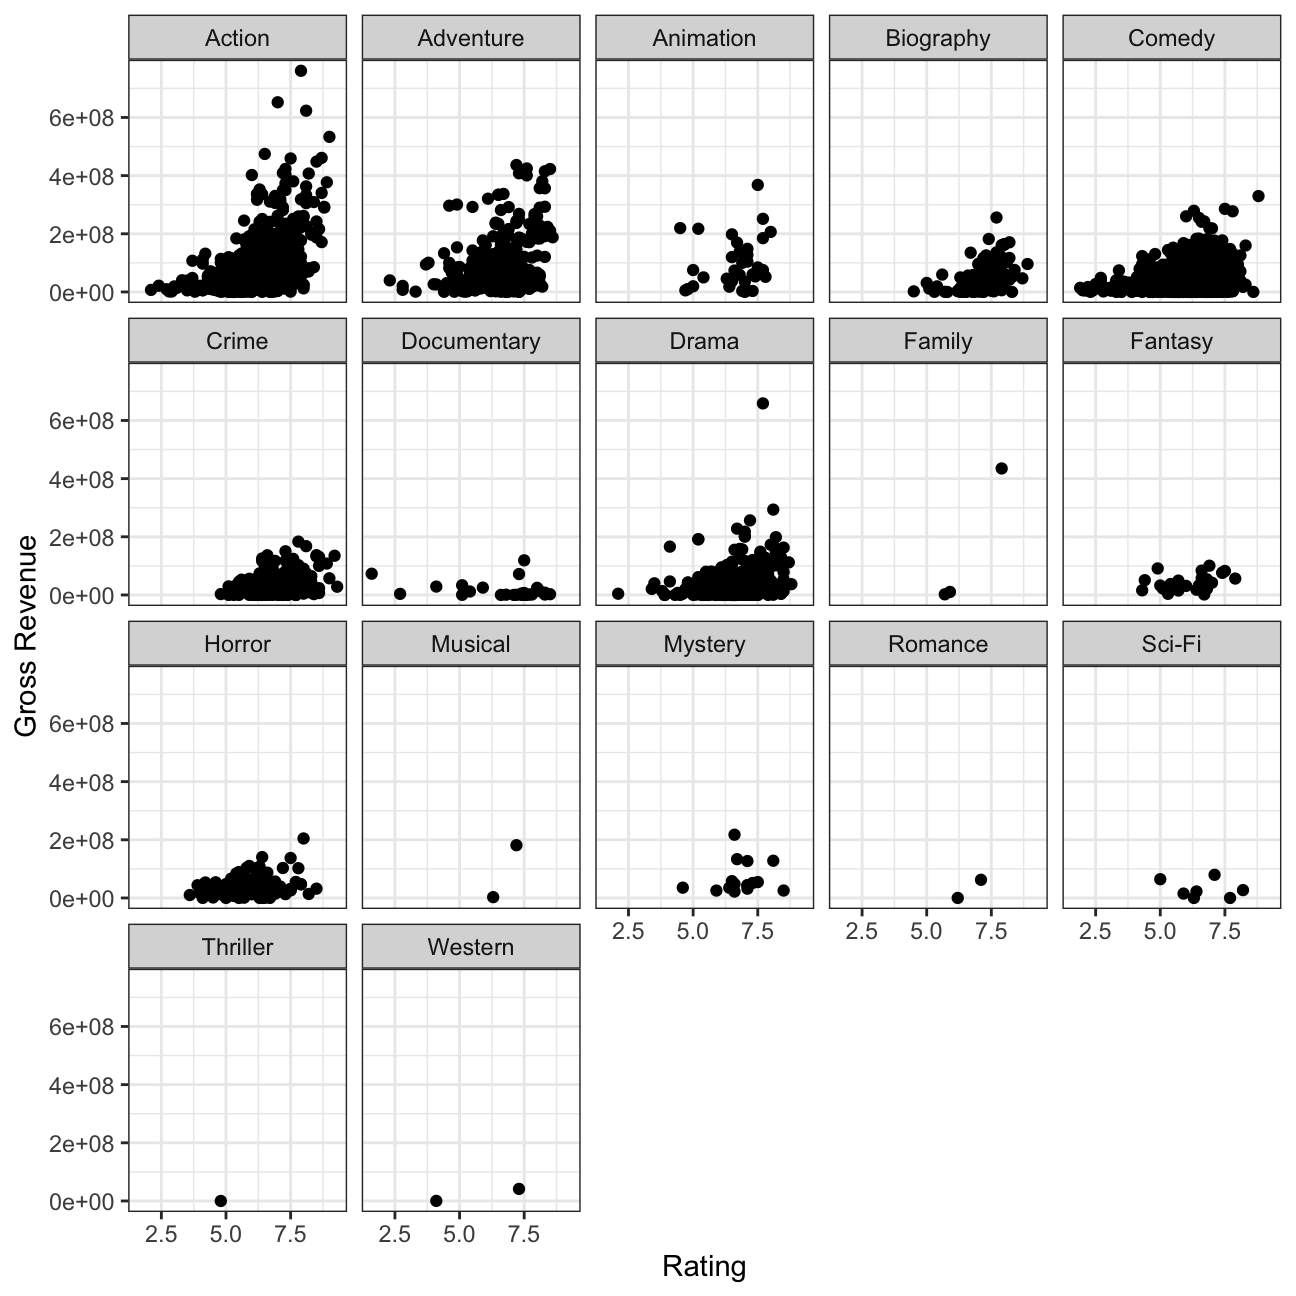 Action Adventure Animation Biography Comedy
6e+08
4e+08
2e+08
0e+00
Crime Documentary Drama Family Fantasy
6e+08
4e+08
2e+08
0e+00
Gross Revenue
Horror Musical Mystery Romance Sci-Fi
6e+08
4e+08
2e+08
0e+00
2.5 5.0 7.5 2.5 5.0 7.5 2.5 5.0 7.5
Thriller Western
6e+08
4e+08
2e+08
0e+00
2.5 5.0 7.5 2.5 5.0 7.5
Rating